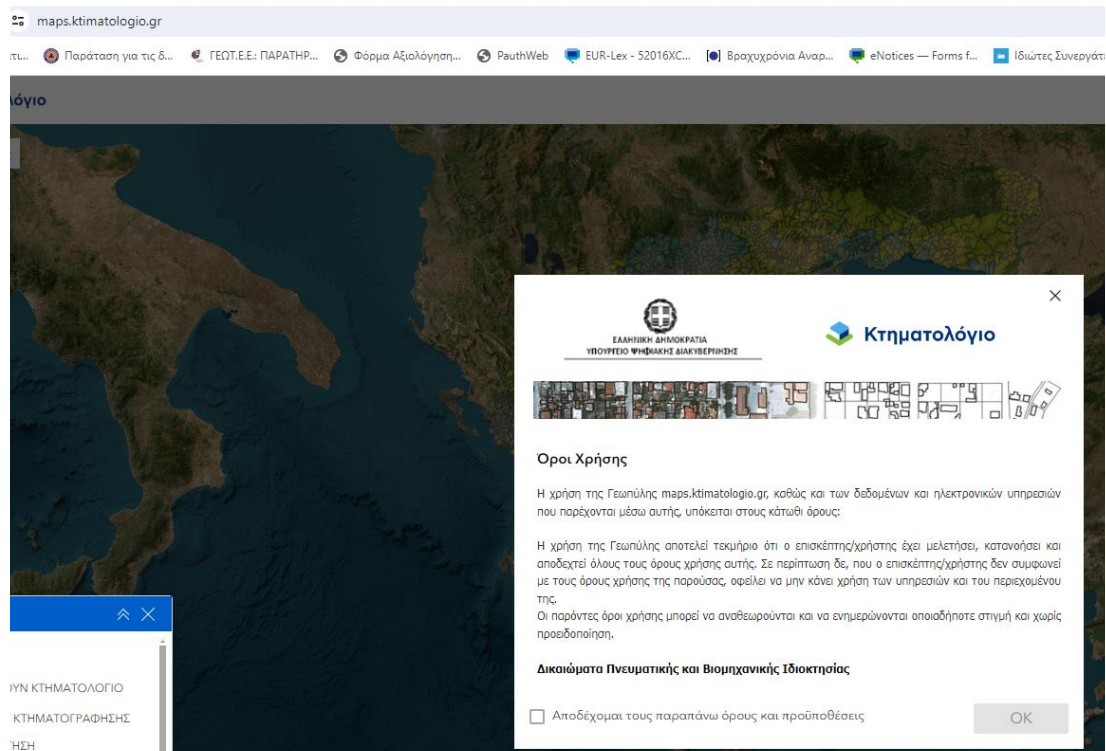 maps.ktimatologio.gr
τι... Παράταση για τις δ... ΓΕΩΤ.Ε.Ε.: ΠΑΡΑΤΗΡ... Φόρμα Αξιολόγηση... PauthWeb EUR-Lex - 52016XC... Βραχυχρόνια Αναρ... eNotices — Forms f... Ιδιώτες Συνεργάτ
λόγιο
ΕΛΛΗΝΙΚΗ ΔΗΜΟΚΡΑΤΙΑ
ΥΠΟΥΡΓΕΙΟ ΨΗΦΙΑΚΗΣ ΔΙΑΚΥΒΕΡΝΗΣΗΣ
Κτηματολόγιο
Όροι Χρήσης
Η χρήση της Γεωπύλης maps.ktimatologio.gr, καθώς και των δεδομένων και ηλεκτρονικών υπηρεσιών
που παρέχονται μέσω αυτής, υπόκειται στους κάτωθι όρους:
Η χρήση της Γεωπύλης αποτελεί τεκμήριο ότι ο επισκέπτης/χρήστης έχει μελετήσει, κατανοήσει και
αποδεχτεί όλους τους όρους χρήσης αυτής. Σε περίπτωση δε, που ο επισκέπτης/χρήστης δεν συμφωνεί
με τους όρους χρήσης της παρούσας, οφείλει να μην κάνει χρήση των υπηρεσιών και του περιεχομένου
της.
Οι παρόντες όροι χρήσης μπορεί να αναθεωρούνται και να ενημερώνονται οποιαδήποτε στιγμή και χωρίς
προειδοποίηση.
Δικαιώματα Πνευματικής και Βιομηχανικής Ιδιοκτησίας
Αποδέχομαι τους παραπάνω όρους και προϋποθέσεις
OK
ΟΥΝ ΚΤΗΜΑΤΟΛΟΓΙΟ
ΚΤΗΜΑΤΟΓΡΑΦΗΣΗΣ
ΗΣΗ